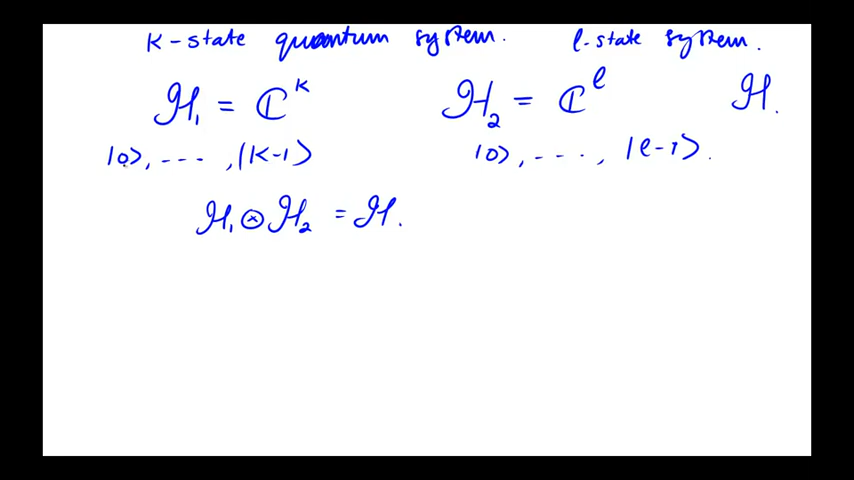 k-state quantum system. l-state system.
ℋ₁ = ℂᵏ ℋ₂ = ℂˡ ℋ.
|0⟩, ----, |k-1⟩ |0⟩, ----, |l-1⟩.
ℋ₁ ⊗ ℋ₂ = ℋ.